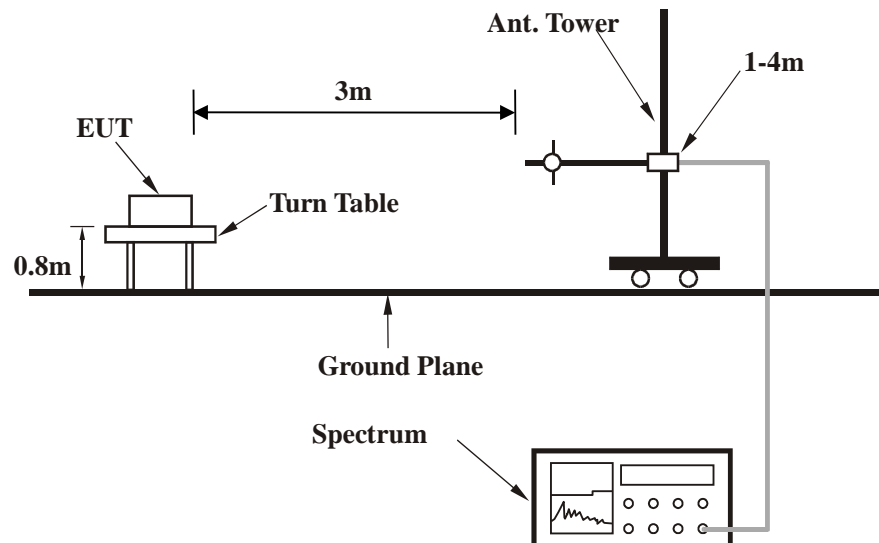 Ant. Tower
1-4m
3m
EUT
Turn Table
0.8m
Ground Plane
Spectrum